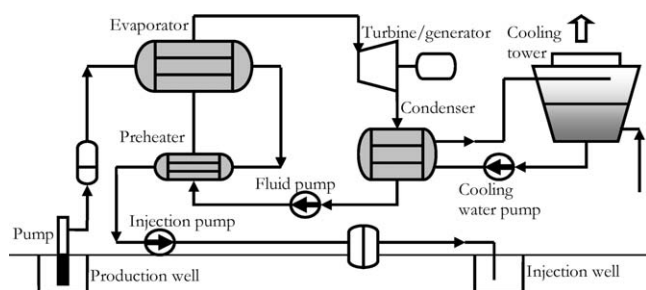 Evaporator
Turbine/generator
Cooling
tower
Condenser
Preheater
Fluid pump
Cooling
water pump
Injection pump
Pump
Production well
Injection well